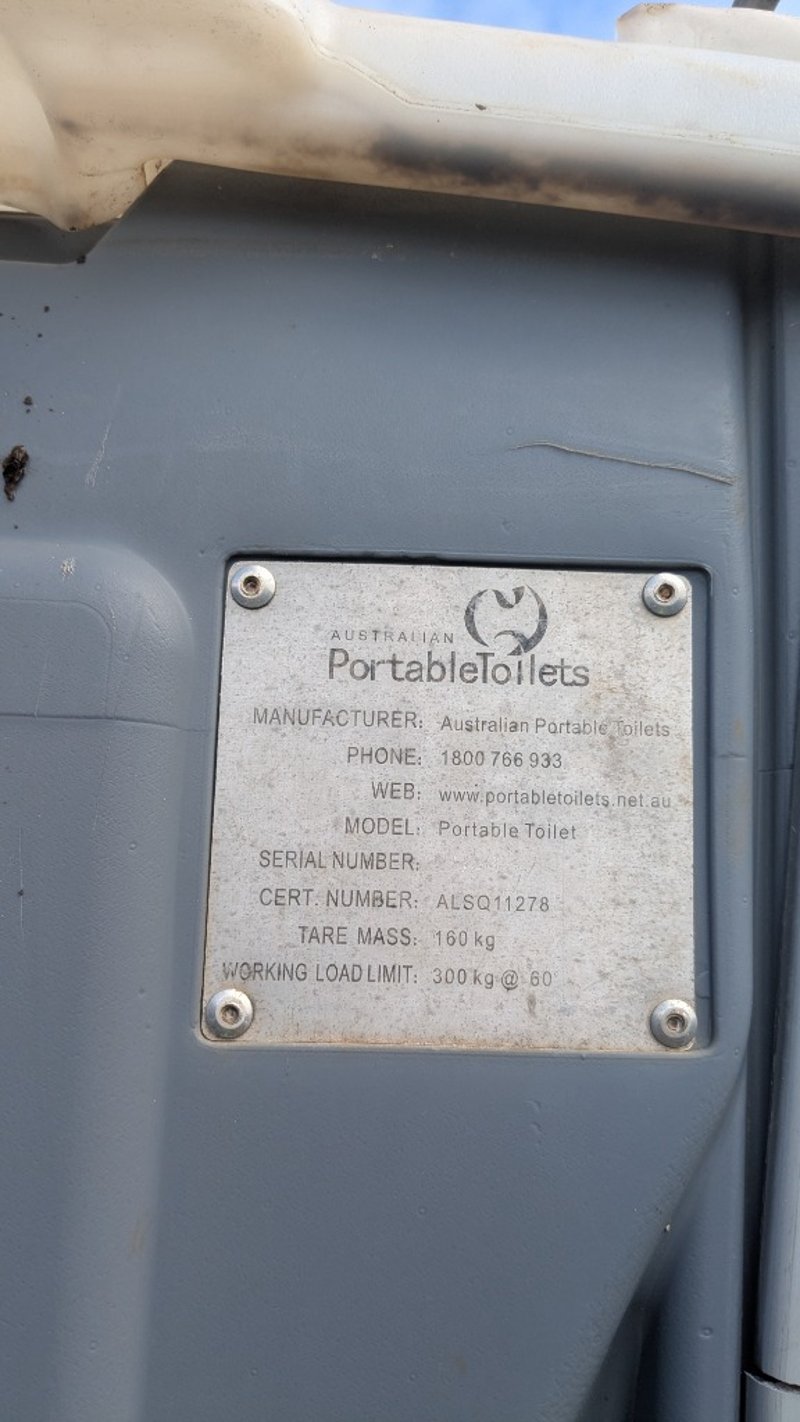 AUSTRALIAN
PortableToilets
MANUFACTURER: Australian Portable Toilets
PHONE: 1800 766 933
WEB: www.portabletoilets.net.au
MODEL: Portable Toilet
SERIAL NUMBER:
CERT. NUMBER: ALSQ11278
TARE MASS: 160 kg
WORKING LOAD LIMIT: 300 kg @ 60